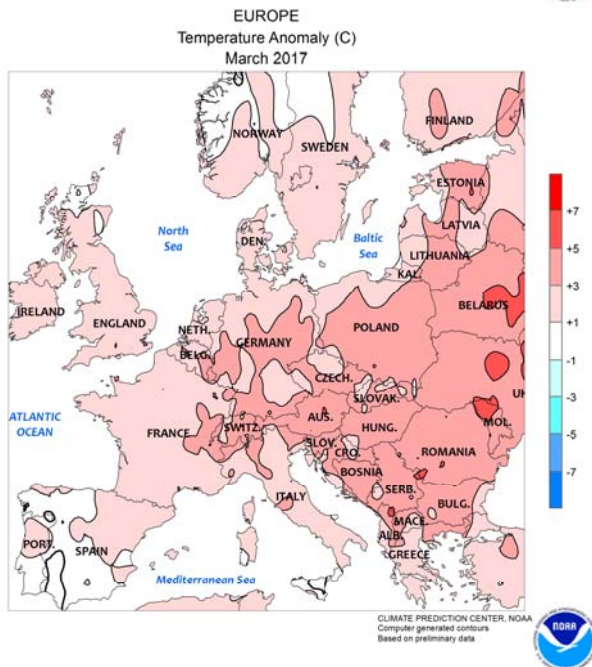 EUROPE
Temperature Anomaly (C)
March 2017
NORWAY
SWEDEN
FINLAND
ESTONIA
LATVIA
LITHUANIA
KAL.
North
Sea
DEN.
Baltic
Sea
IRELAND
ENGLAND
NETH.
BELG.
GERMANY
POLAND
BELARUS
CZECH.
SLOVAK.
UK
MOL.
ATLANTIC
OCEAN
FRANCE
SWITZ.
AUS.
HUNG.
SLOV.
CRO.
ROMANIA
BOSNIA
SERB.
BULG.
ITALY
MACE.
ALB.
GREECE
PORT.
SPAIN
Mediterranean Sea
+7
+5
+3
+1
-1
-3
-5
-7
CLIMATE PREDICTION CENTER, NOAA
Computer generated contours
Based on preliminary data
NOAA